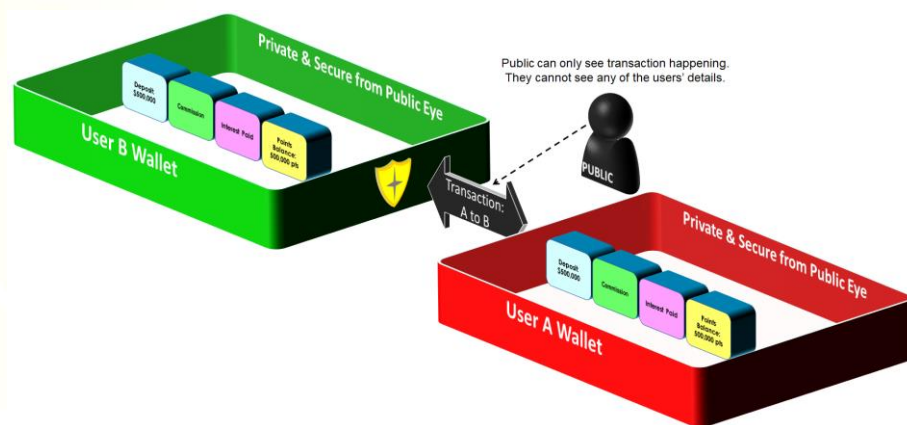 Public can only see transaction happening.
They cannot see any of the users' details.
PUBLIC
Private & Secure from Public Eye
Deposit
$500,000
Commission
Interest Paid
Points
Balance:
500,000 pts
User B Wallet
Transaction:
A to B
Private & Secure from Public Eye
Deposit
$500,000
Commission
Interest Paid
Points
Balance:
500,000 pts
User A Wallet